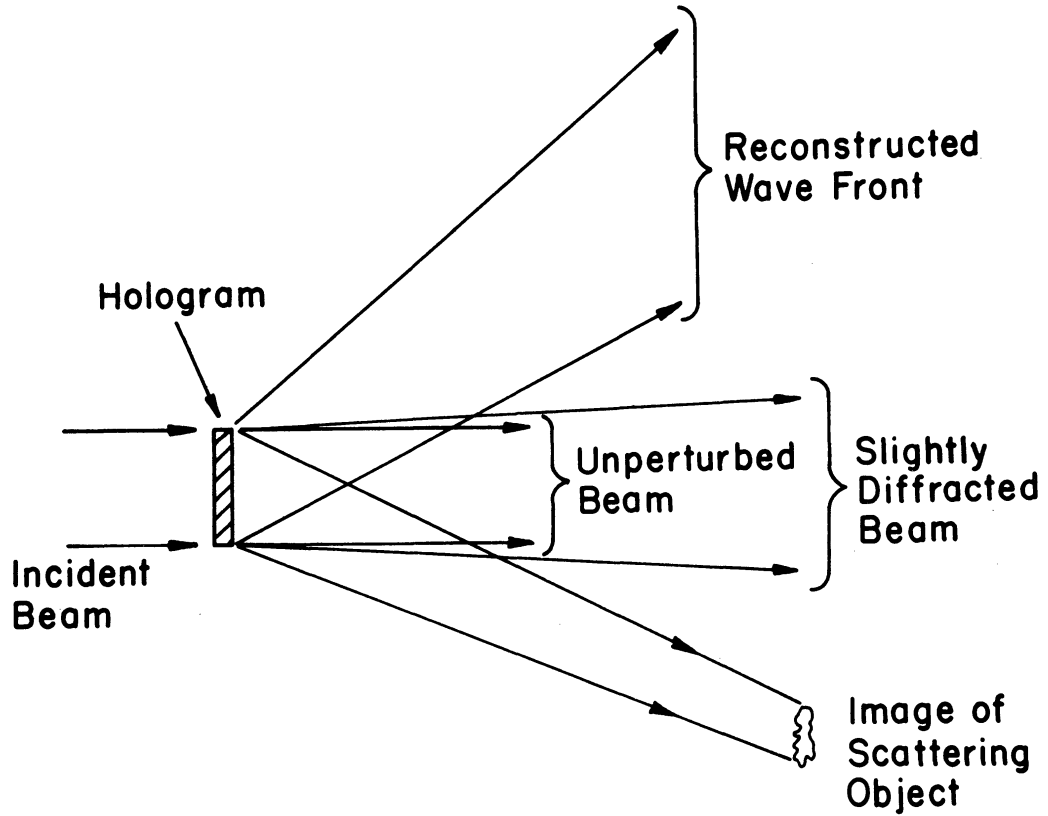 Reconstructed
Wave Front
Hologram
Unperturbed
Beam
Slightly
Diffracted
Beam
Incident
Beam
Image of
Scattering
Object